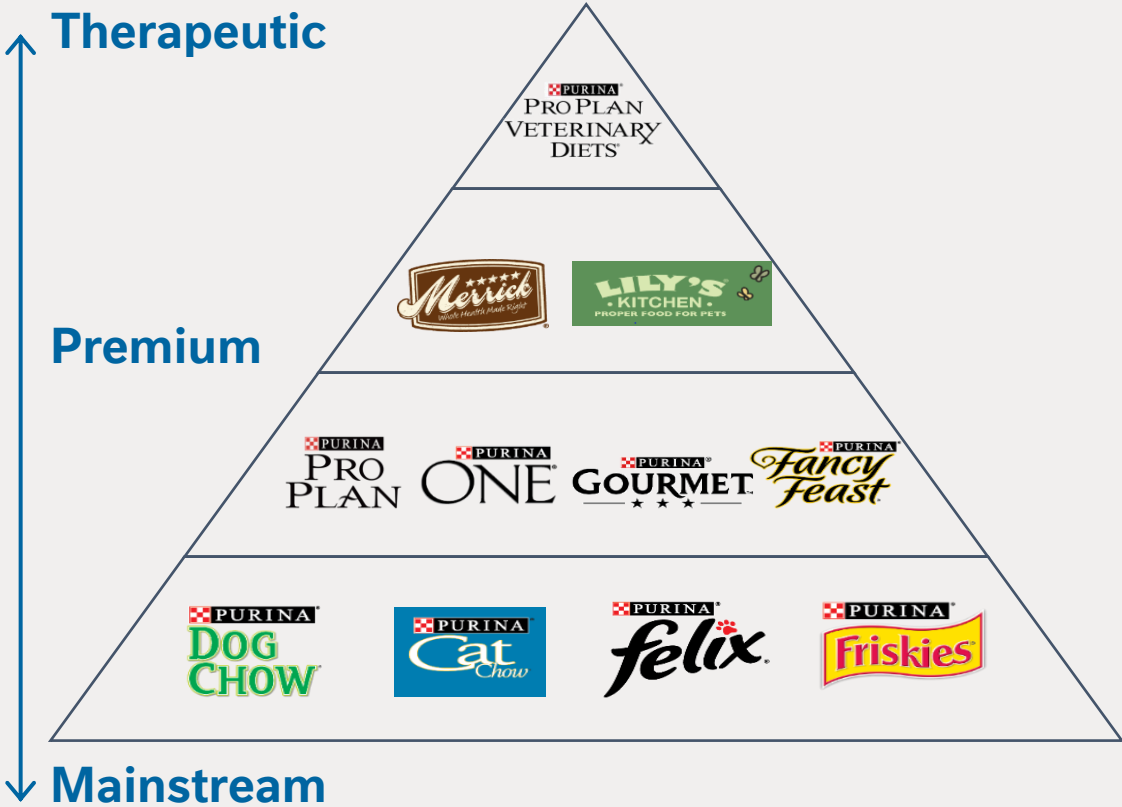 Therapeutic
PURINA
PRO PLAN
VETERINARY
DIETS
Merrick
Whole Health Made Right
LILY'S
• KITCHEN •
PROPER FOOD FOR PETS
Premium
PURINA
PRO
PLAN
PURINA
ONE
PURINA
GOURMET
PURINA
Fancy
Feast
PURINA
DOG
CHOW
PURINA
Cat
Chow
PURINA
felix
PURINA
Friskies
Mainstream